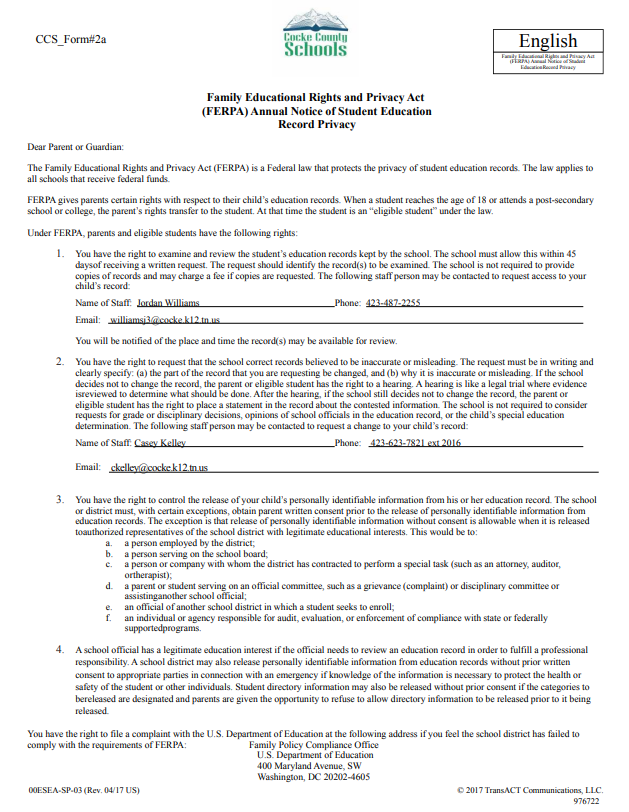 CCS_Form#2a
Cocke County
Schools
English
Family Educational Rights and Privacy Act
(FERPA) Annual Notice of Student
EducationRecord Privacy
Family Educational Rights and Privacy Act
(FERPA) Annual Notice of Student Education
Record Privacy
Dear Parent or Guardian:
The Family Educational Rights and Privacy Act (FERPA) is a Federal law that protects the privacy of student education records. The law applies to
all schools that receive federal funds.
FERPA gives parents certain rights with respect to their child's education records. When a student reaches the age of 18 or attends a post-secondary
school or college, the parent's rights transfer to the student. At that time the student is an “eligible student” under the law.
Under FERPA, parents and eligible students have the following rights:
1. You have the right to examine and review the student's education records kept by the school. The school must allow this within 45
daysof receiving a written request. The request should identify the record(s) to be examined. The school is not required to provide
copies of records and may charge a fee if copies are requested. The following staff person may be contacted to request access to your
child's record:
Name of Staff: Jordan Williams Phone: 423-487-2255
Email: williamsj3@cocke.k12.tn.us
You will be notified of the place and time the record(s) may be available for review.
2. You have the right to request that the school correct records believed to be inaccurate or misleading. The request must be in writing and
clearly specify: (a) the part of the record that you are requesting be changed, and (b) why it is inaccurate or misleading. If the school
decides not to change the record, the parent or eligible student has the right to a hearing. A hearing is like a legal trial where evidence
isreviewed to determine what should be done. After the hearing, if the school still decides not to change the record, the parent or
eligible student has the right to place a statement in the record about the contested information. The school is not required to consider
requests for grade or disciplinary decisions, opinions of school officials in the education record, or the child's special education
determination. The following staff person may be contacted to request a change to your child's record:
Name of Staff: Casey Kelley Phone: 423-623-7821 ext 2016
Email: ckelley@cocke.k12.tn.us
3. You have the right to control the release of your child's personally identifiable information from his or her education record. The school
or district must, with certain exceptions, obtain parent written consent prior to the release of personally identifiable information from
education records. The exception is that release of personally identifiable information without consent is allowable when it is released
toauthorized representatives of the school district with legitimate educational interests. This would be to:
a. a person employed by the district;
b. a person serving on the school board;
c. a person or company with whom the district has contracted to perform a special task (such as an attorney, auditor,
ortherapist);
d. a parent or student serving on an official committee, such as a grievance (complaint) or disciplinary committee or
assistinganother school official;
e. an official of another school district in which a student seeks to enroll;
f. an individual or agency responsible for audit, evaluation, or enforcement of compliance with state or federally
supportedprograms.
4. A school official has a legitimate education interest if the official needs to review an education record in order to fulfill a professional
responsibility. A school district may also release personally identifiable information from education records without prior written
consent to appropriate parties in connection with an emergency if knowledge of the information is necessary to protect the health or
safety of the student or other individuals. Student directory information may also be released without prior consent if the categories to
bereleased are designated and parents are given the opportunity to refuse to allow directory information to be released prior to it being
released.
You have the right to file a complaint with the U.S. Department of Education at the following address if you feel the school district has failed to
comply with the requirements of FERPA: Family Policy Compliance Office
U.S. Department of Education
400 Maryland Avenue, SW
Washington, DC 20202-4605
00ESEA-SP-03 (Rev. 04/17 US) © 2017 TransACT Communications, LLC.
976722